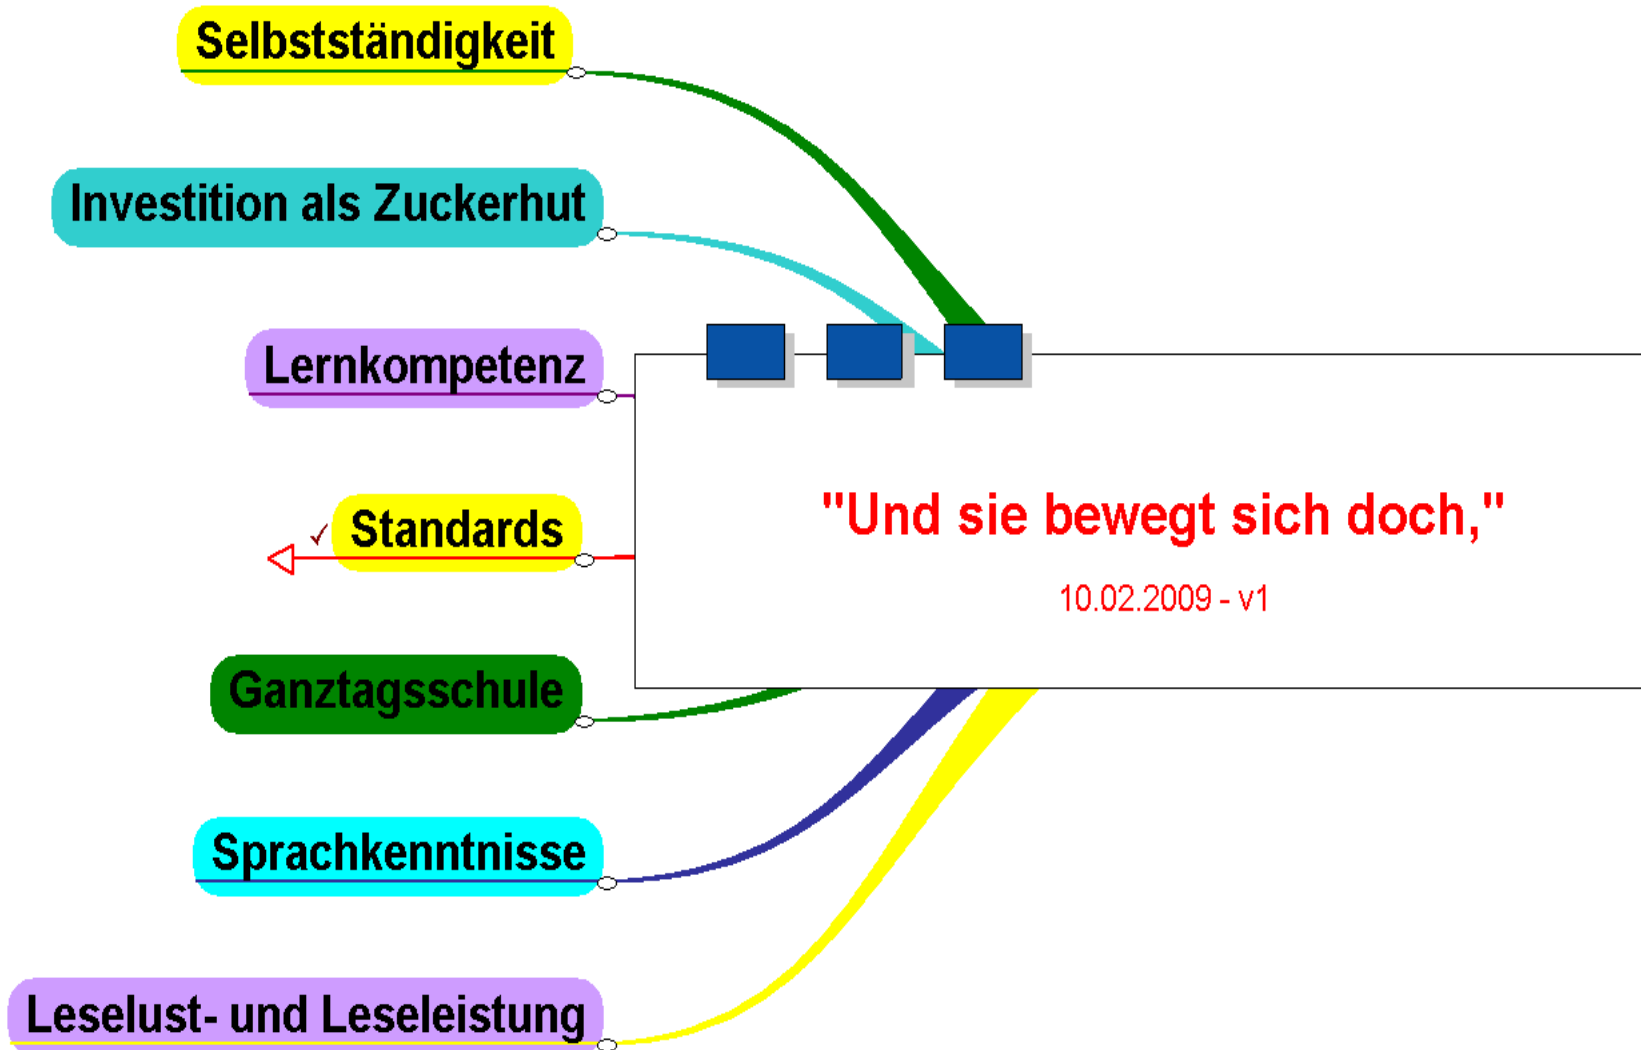 Selbstständigkeit
Investition als Zuckerhut
Lernkompetenz
Standards
Ganztagsschule
Sprachkenntnisse
Leselust- und Leseleistung
"Und sie bewegt sich doch,"
10.02.2009 - v1